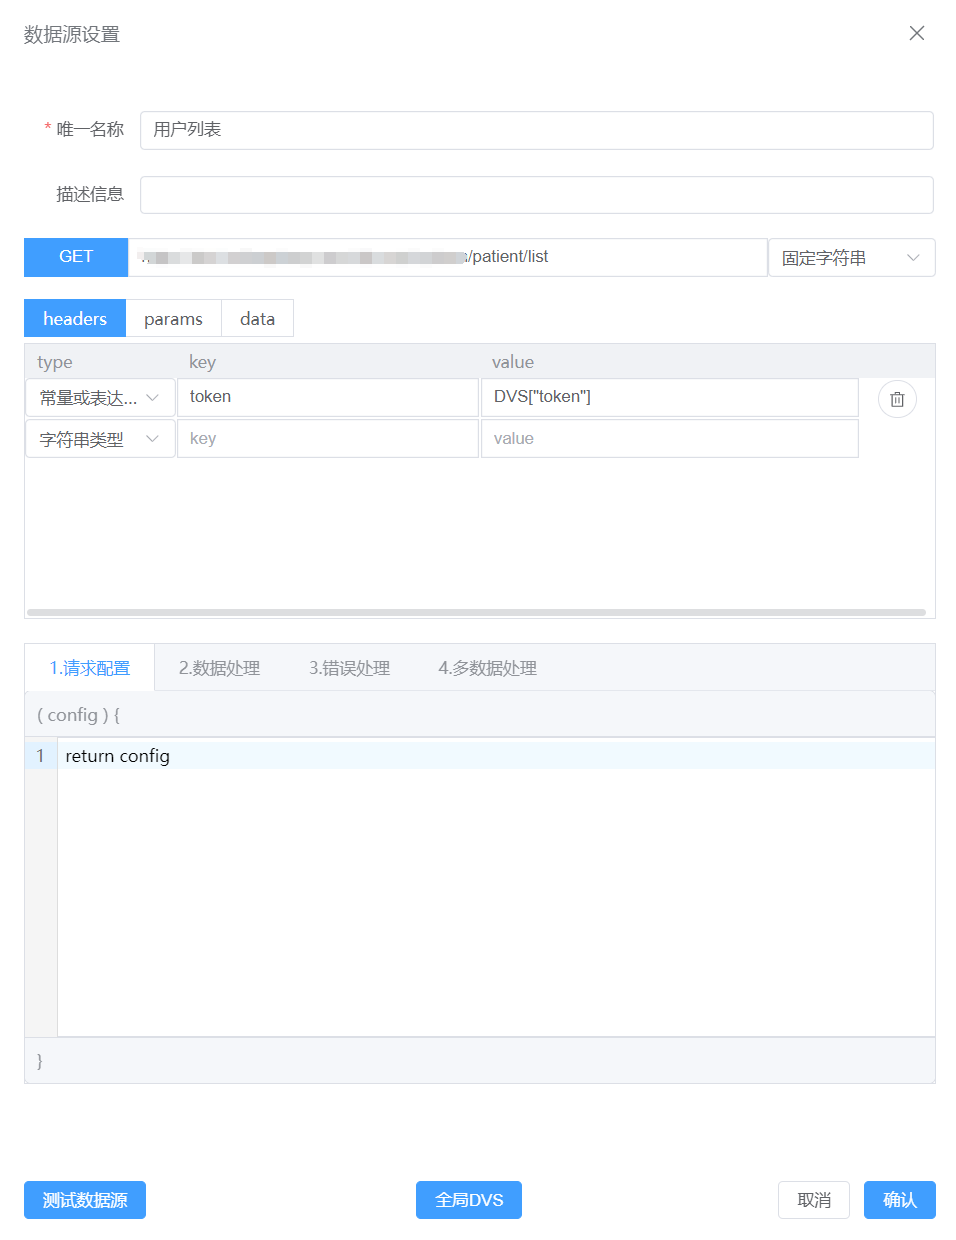 数据源设置
* 唯一名称 用户列表
描述信息
GET /patient/list 固定字符串
headers params data
type key value
常量或表达... token DVS["token"]
字符串类型 key value
1.请求配置 2.数据处理 3.错误处理 4.多数据处理
( config ) {
1 return config
}
测试数据源 全局DVS 取消 确认